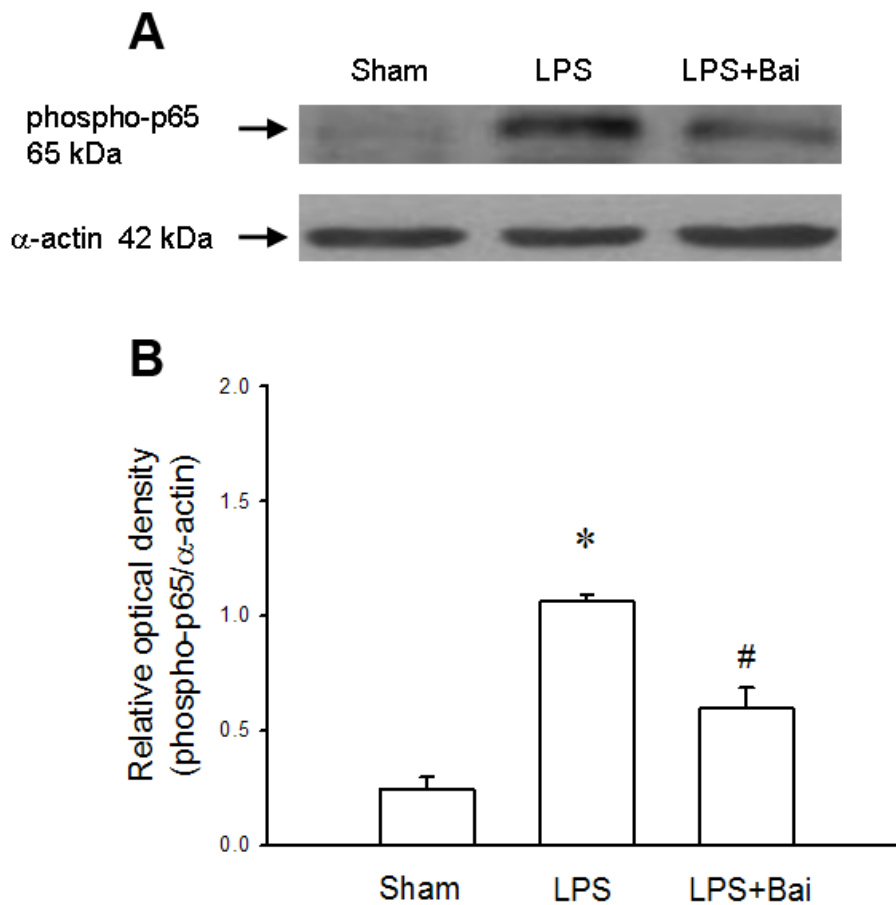 A
Sham LPS LPS+Bai
phospho-p65
65 kDa
α-actin 42 kDa
B
Relative optical density
(phospho-p65/α-actin)
2.0
1.5
1.0
0.5
0.0
*
#
Sham LPS LPS+Bai